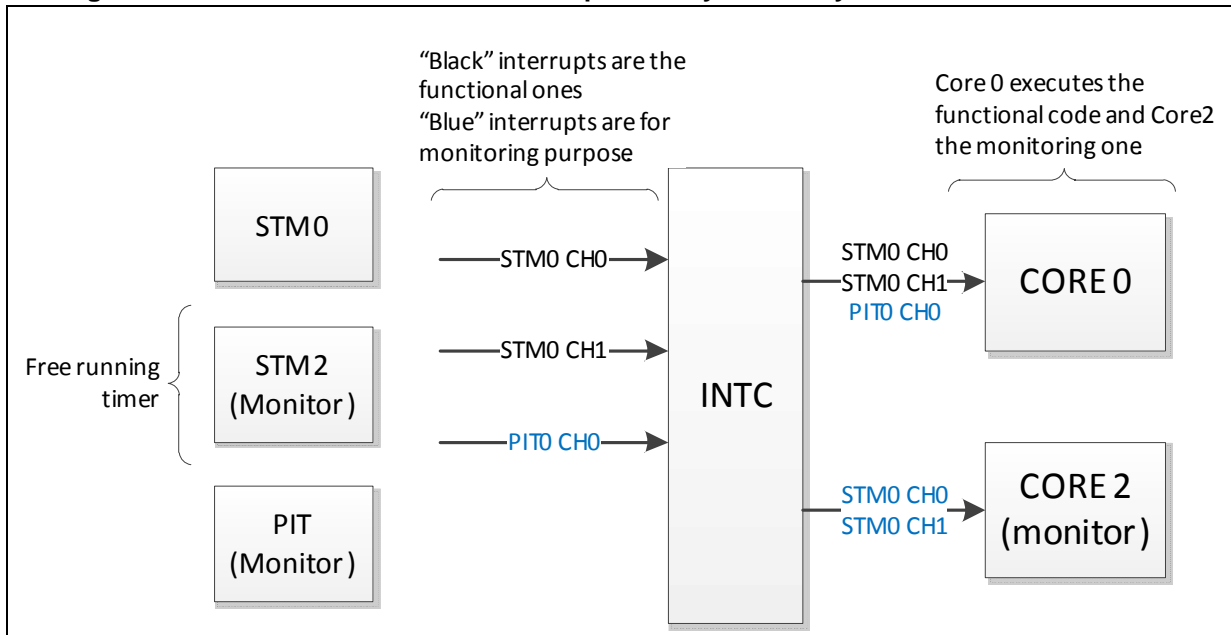 “Black” interrupts are the
functional ones
“Blue” interrupts are for
monitoring purpose
Core 0 executes the
functional code and Core2
the monitoring one
STM0
STM0 CH0
STM0 CH0
STM0 CH1
PIT0 CH0
CORE 0
Free running
timer
STM2
(Monitor)
STM0 CH1
INTC
PIT0 CH0
PIT
(Monitor)
STM0 CH0
STM0 CH1
CORE 2
(monitor)